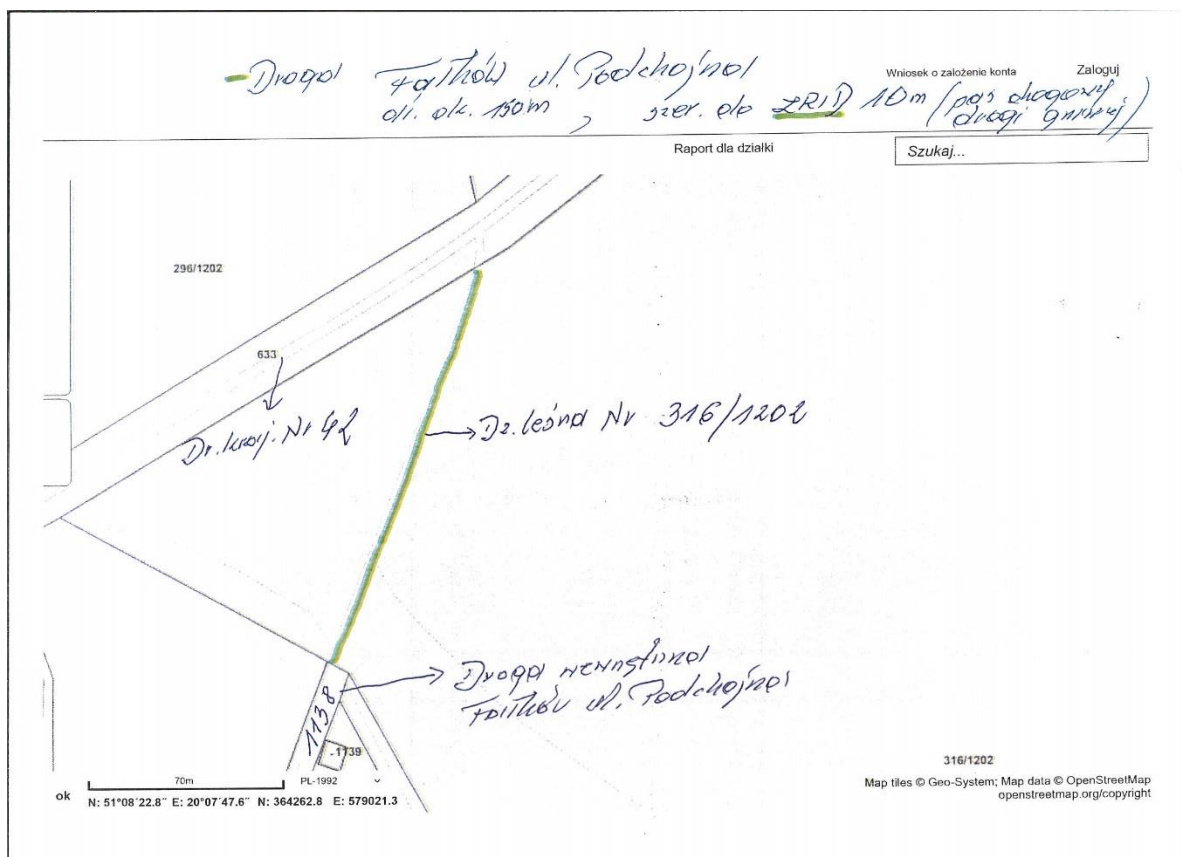 Droga Fałków ul. Podchojna
dł. ok. 150m, szer. do ZRID 10m (pas drogowy
drogi gminnej)
Wniosek o założenie konta Zaloguj
Raport dla działki Szukaj...
296/1202
633
Dr. kraj. Nr 42
Dz. leśna Nr 316/1202
Droga wewnętrzna
Fałków ul. Podchojna
1138
1139
316/1202
70m PL-1992
ok N: 51°08´22.8˝ E: 20°07´47.6˝ N: 364262.8 E: 579021.3
Map tiles © Geo-System; Map data © OpenStreetMap
openstreetmap.org/copyright